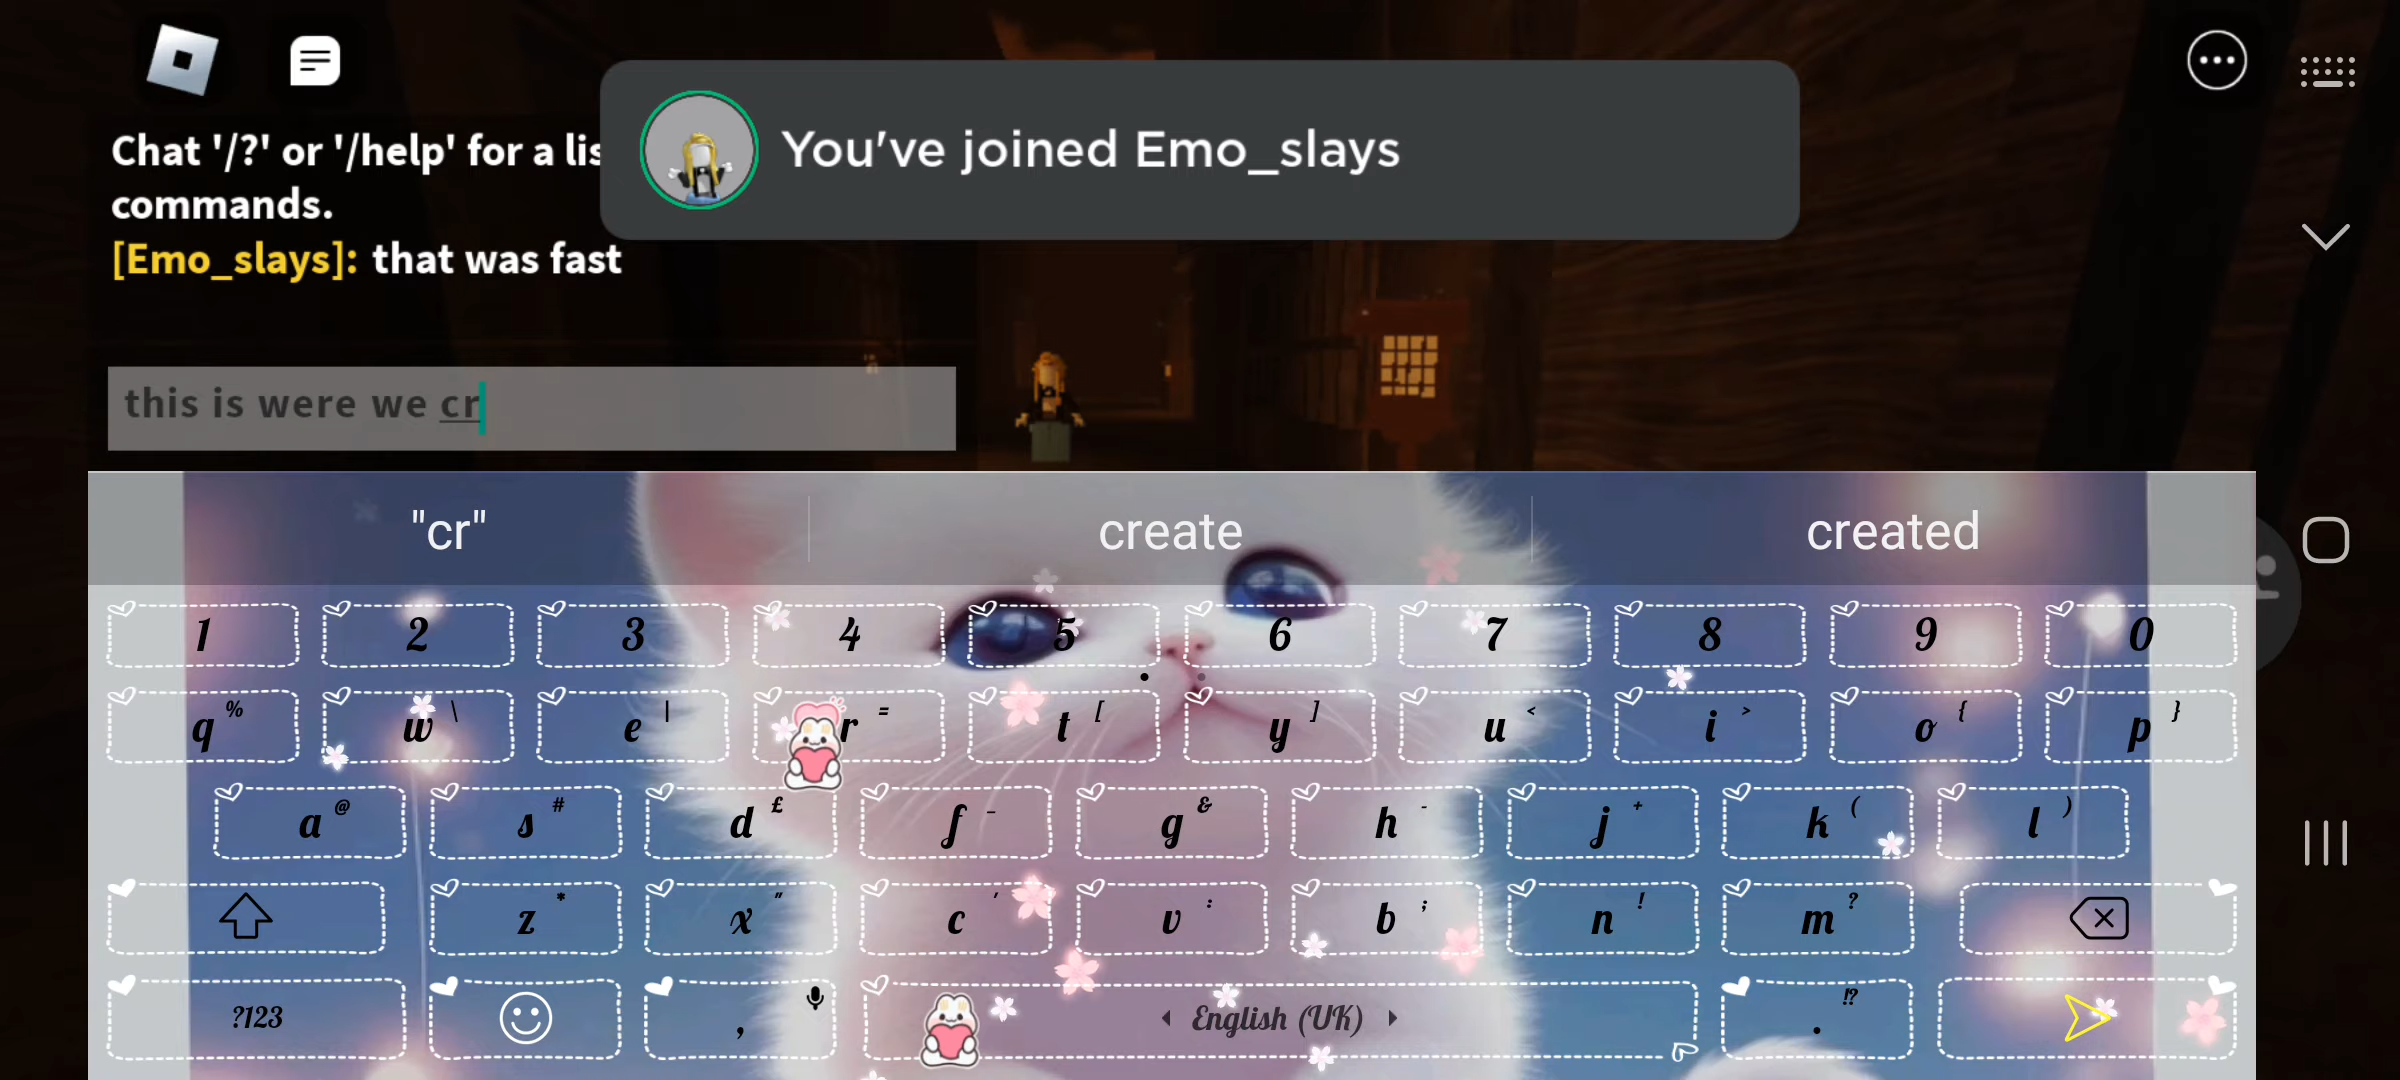 You've joined Emo_slays
Chat '/?' or '/help' for a lis
commands.
[Emo_slays]: that was fast
this is were we cr
"cr" create created
1 2 3 4 5 6 7 8 9 0
q % w \ e | r = t [ y ] u < i > o { p }
a @ s # d £ f _ g & h - j + k ( l )
z * x " c ' v : b ; n ! m ?
?123 , English (UK) . !?